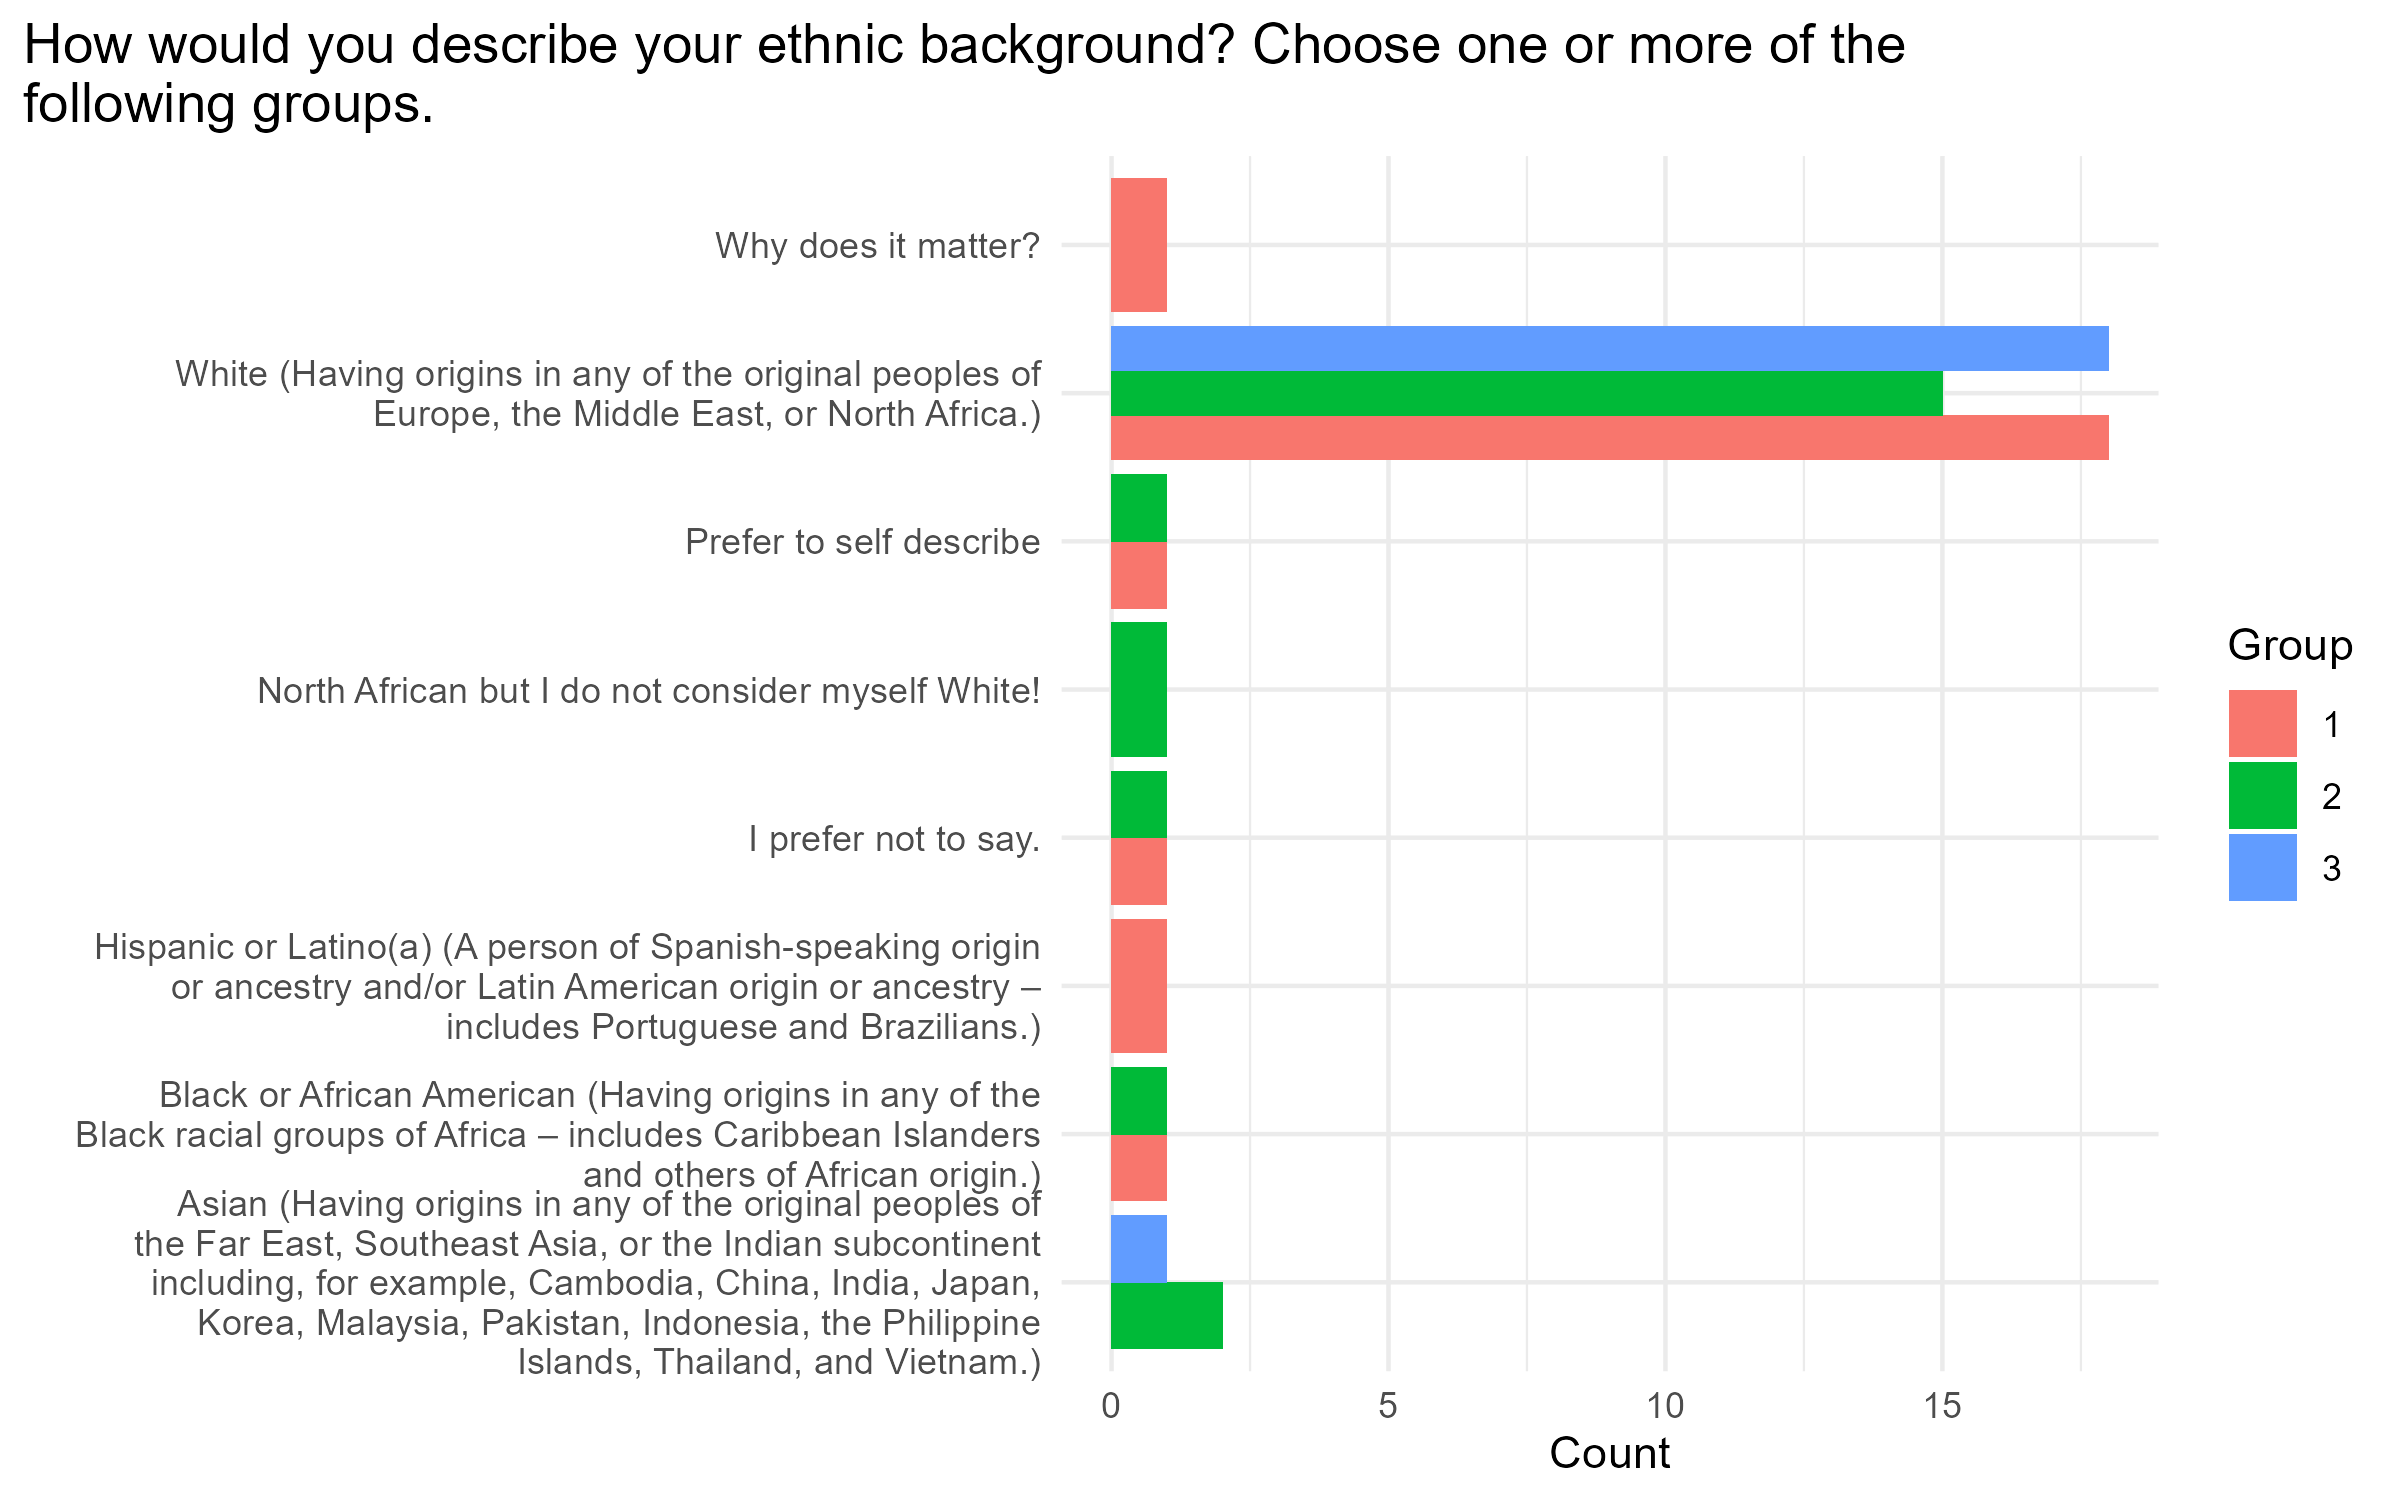 How would you describe your ethnic background? Choose one or more of the
following groups.
Why does it matter?
White (Having origins in any of the original peoples of
Europe, the Middle East, or North Africa.)
Prefer to self describe
North African but I do not consider myself White!
I prefer not to say.
Hispanic or Latino(a) (A person of Spanish-speaking origin
or ancestry and/or Latin American origin or ancestry –
includes Portuguese and Brazilians.)
Black or African American (Having origins in any of the
Black racial groups of Africa – includes Caribbean Islanders
and others of African origin.)
Asian (Having origins in any of the original peoples of
the Far East, Southeast Asia, or the Indian subcontinent
including, for example, Cambodia, China, India, Japan,
Korea, Malaysia, Pakistan, Indonesia, the Philippine
Islands, Thailand, and Vietnam.)
0 5 10 15
Count
Group
1
2
3